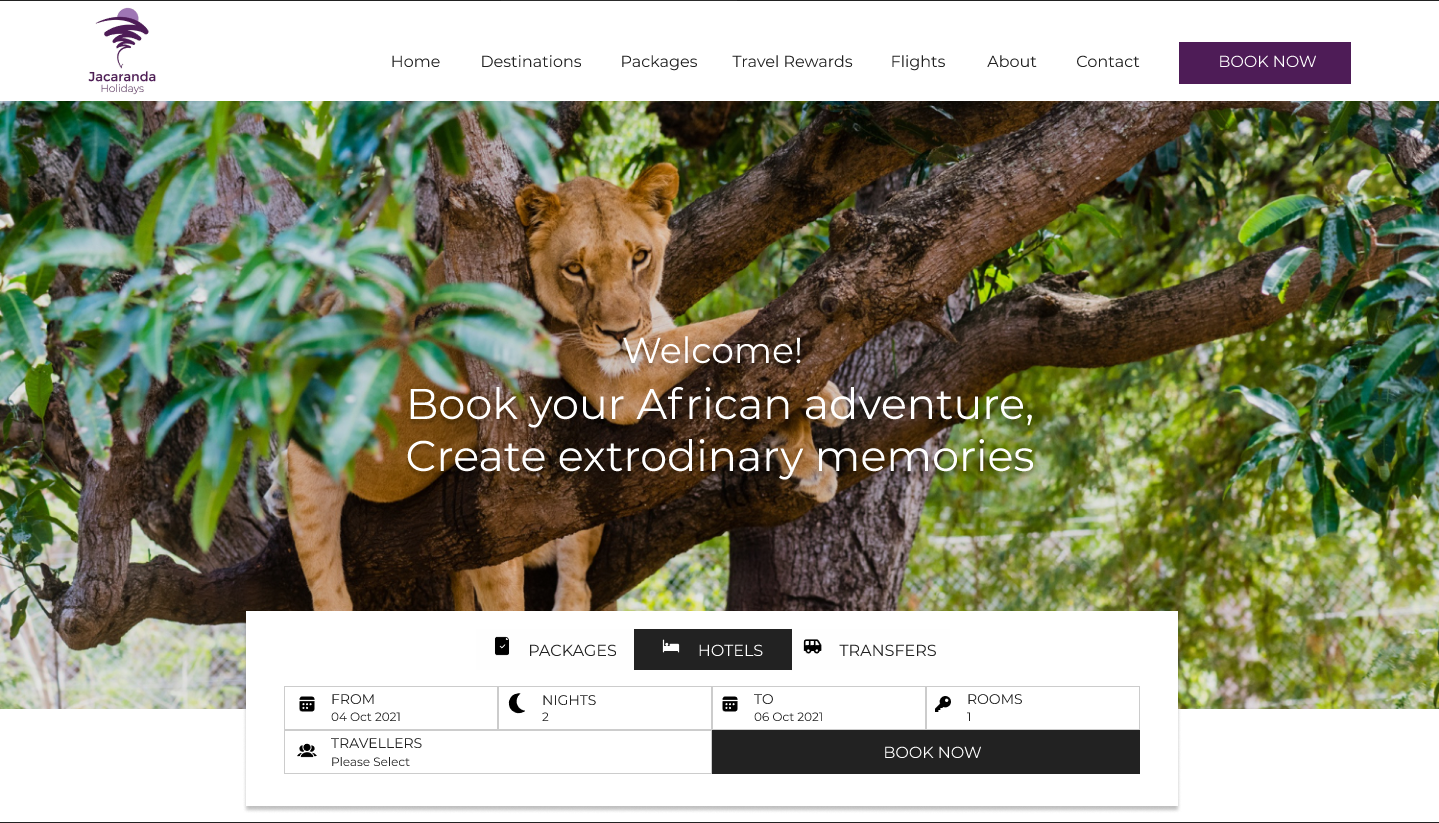 Jacaranda
Holidays
Home Destinations Packages Travel Rewards Flights About Contact BOOK NOW
Welcome!
Book your African adventure,
Create extrodinary memories
PACKAGES HOTELS TRANSFERS
FROM NIGHTS TO ROOMS
04 Oct 2021 2 06 Oct 2021 1
TRAVELLERS
Please Select
BOOK NOW